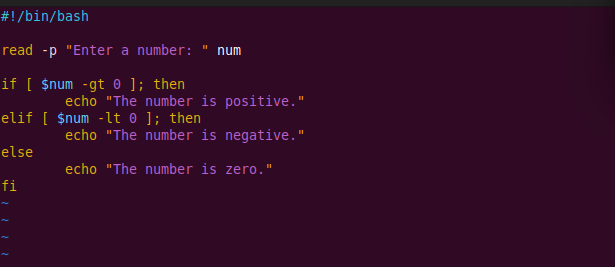 #!/bin/bash

read -p "Enter a number: " num

if [ $num -gt 0 ]; then
        echo "The number is positive."
elif [ $num -lt 0 ]; then
        echo "The number is negative."
else
        echo "The number is zero."
fi
~
~
~
~